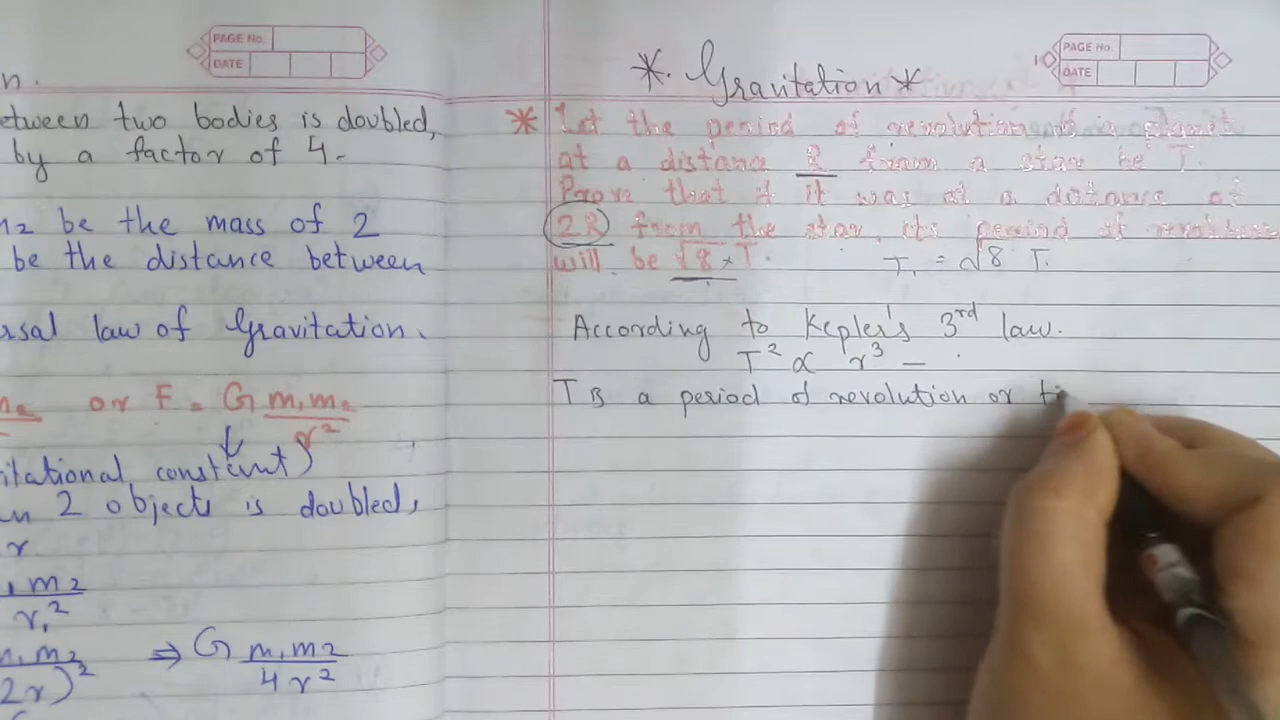 PAGE No.
DATE
n.
etween two bodies is doubled,
by a factor of 4.
m2 be the mass of 2
be the distance between
rsal law of Gravitation.
or F = G m1m2
r²
itational constant)
n 2 objects is doubled,
r
m2
r1²
m1m2 ⇒ G m1m2
2r)² 4r²
PAGE No.
DATE
*. Gravitation *
* Let the period of revolution of a planet
at a distance R from a star be T.
Prove that if it was at a distance of
2R from the star, its period of revolution
will be √8 × T. T1 = √8 T.
According to Kepler's 3rd law.
T² ∝ r³ –
T is a period of revolution or ti